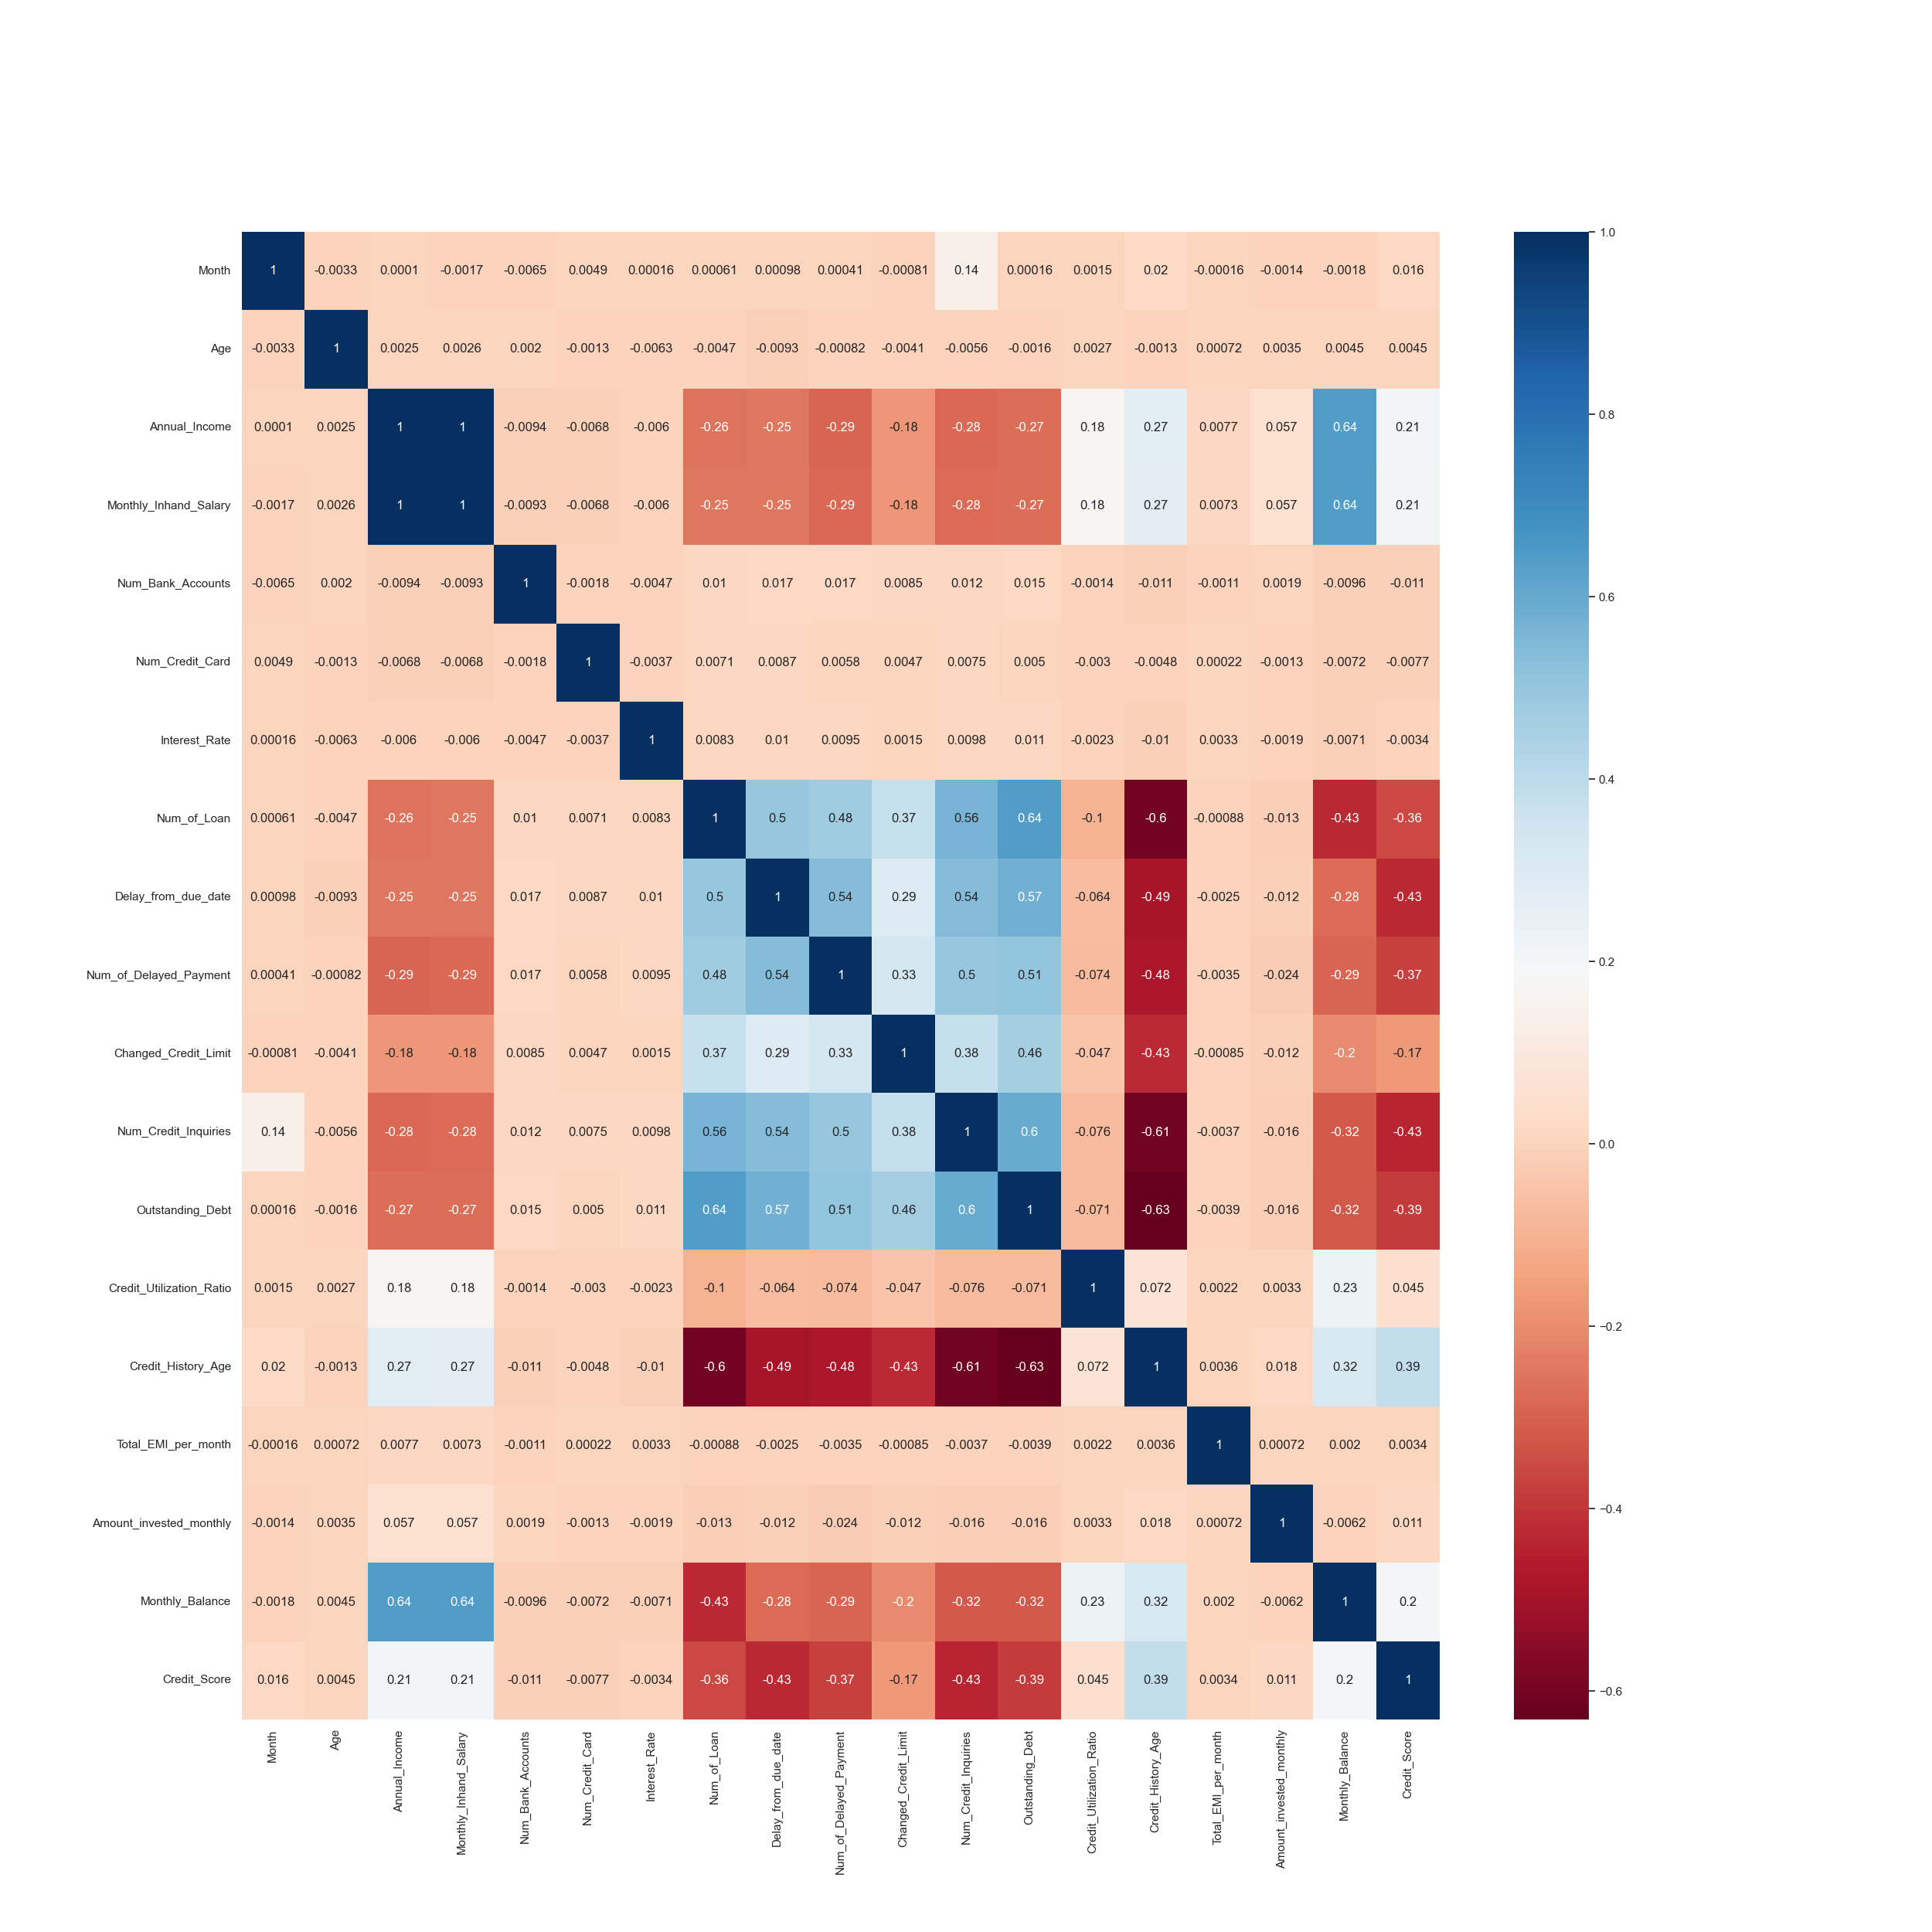 Month 1 -0.0033 0.0001 -0.0017 -0.0065 0.0049 0.00016 0.00061 0.00098 0.00041 -0.00081 0.14 0.00016 0.0015 0.02 -0.00016 -0.0014 -0.0018 0.016
Age -0.0033 1 0.0025 0.0026 0.002 -0.0013 -0.0063 -0.0047 -0.0093 -0.00082 -0.0041 -0.0056 -0.0016 0.0027 -0.0013 0.00072 0.0035 0.0045 0.0045
Annual_Income 0.0001 0.0025 1 1 -0.0094 -0.0068 -0.006 -0.26 -0.25 -0.29 -0.18 -0.28 -0.27 0.18 0.27 0.0077 0.057 0.64 0.21
Monthly_Inhand_Salary -0.0017 0.0026 1 1 -0.0093 -0.0068 -0.006 -0.25 -0.25 -0.29 -0.18 -0.28 -0.27 0.18 0.27 0.0073 0.057 0.64 0.21
Num_Bank_Accounts -0.0065 0.002 -0.0094 -0.0093 1 -0.0018 -0.0047 0.01 0.017 0.017 0.0085 0.012 0.015 -0.0014 -0.011 -0.0011 0.0019 -0.0096 -0.011
Num_Credit_Card 0.0049 -0.0013 -0.0068 -0.0068 -0.0018 1 -0.0037 0.0071 0.0087 0.0058 0.0047 0.0075 0.005 -0.003 -0.0048 0.00022 -0.0013 -0.0072 -0.0077
Interest_Rate 0.00016 -0.0063 -0.006 -0.006 -0.0047 -0.0037 1 0.0083 0.01 0.0095 0.0015 0.0098 0.011 -0.0023 -0.01 0.0033 -0.0019 -0.0071 -0.0034
Num_of_Loan 0.00061 -0.0047 -0.26 -0.25 0.01 0.0071 0.0083 1 0.5 0.48 0.37 0.56 0.64 -0.1 -0.6 -0.00088 -0.013 -0.43 -0.36
Delay_from_due_date 0.00098 -0.0093 -0.25 -0.25 0.017 0.0087 0.01 0.5 1 0.54 0.29 0.54 0.57 -0.064 -0.49 -0.0025 -0.012 -0.28 -0.43
Num_of_Delayed_Payment 0.00041 -0.00082 -0.29 -0.29 0.017 0.0058 0.0095 0.48 0.54 1 0.33 0.5 0.51 -0.074 -0.48 -0.0035 -0.024 -0.29 -0.37
Changed_Credit_Limit -0.00081 -0.0041 -0.18 -0.18 0.0085 0.0047 0.0015 0.37 0.29 0.33 1 0.38 0.46 -0.047 -0.43 -0.00085 -0.012 -0.2 -0.17
Num_Credit_Inquiries 0.14 -0.0056 -0.28 -0.28 0.012 0.0075 0.0098 0.56 0.54 0.5 0.38 1 0.6 -0.076 -0.61 -0.0037 -0.016 -0.32 -0.43
Outstanding_Debt 0.00016 -0.0016 -0.27 -0.27 0.015 0.005 0.011 0.64 0.57 0.51 0.46 0.6 1 -0.071 -0.63 -0.0039 -0.016 -0.32 -0.39
Credit_Utilization_Ratio 0.0015 0.0027 0.18 0.18 -0.0014 -0.003 -0.0023 -0.1 -0.064 -0.074 -0.047 -0.076 -0.071 1 0.072 0.0022 0.0033 0.23 0.045
Credit_History_Age 0.02 -0.0013 0.27 0.27 -0.011 -0.0048 -0.01 -0.6 -0.49 -0.48 -0.43 -0.61 -0.63 0.072 1 0.0036 0.018 0.32 0.39
Total_EMI_per_month -0.00016 0.00072 0.0077 0.0073 -0.0011 0.00022 0.0033 -0.00088 -0.0025 -0.0035 -0.00085 -0.0037 -0.0039 0.0022 0.0036 1 0.00072 0.002 0.0034
Amount_invested_monthly -0.0014 0.0035 0.057 0.057 0.0019 -0.0013 -0.0019 -0.013 -0.012 -0.024 -0.012 -0.016 -0.016 0.0033 0.018 0.00072 1 -0.0062 0.011
Monthly_Balance -0.0018 0.0045 0.64 0.64 -0.0096 -0.0072 -0.0071 -0.43 -0.28 -0.29 -0.2 -0.32 -0.32 0.23 0.32 0.002 -0.0062 1 0.2
Credit_Score 0.016 0.0045 0.21 0.21 -0.011 -0.0077 -0.0034 -0.36 -0.43 -0.37 -0.17 -0.43 -0.39 0.045 0.39 0.0034 0.011 0.2 1
Month
Age
Annual_Income
Monthly_Inhand_Salary
Num_Bank_Accounts
Num_Credit_Card
Interest_Rate
Num_of_Loan
Delay_from_due_date
Num_of_Delayed_Payment
Changed_Credit_Limit
Num_Credit_Inquiries
Outstanding_Debt
Credit_Utilization_Ratio
Credit_History_Age
Total_EMI_per_month
Amount_invested_monthly
Monthly_Balance
Credit_Score
1.0
0.8
0.6
0.4
0.2
0.0
−0.2
−0.4
−0.6